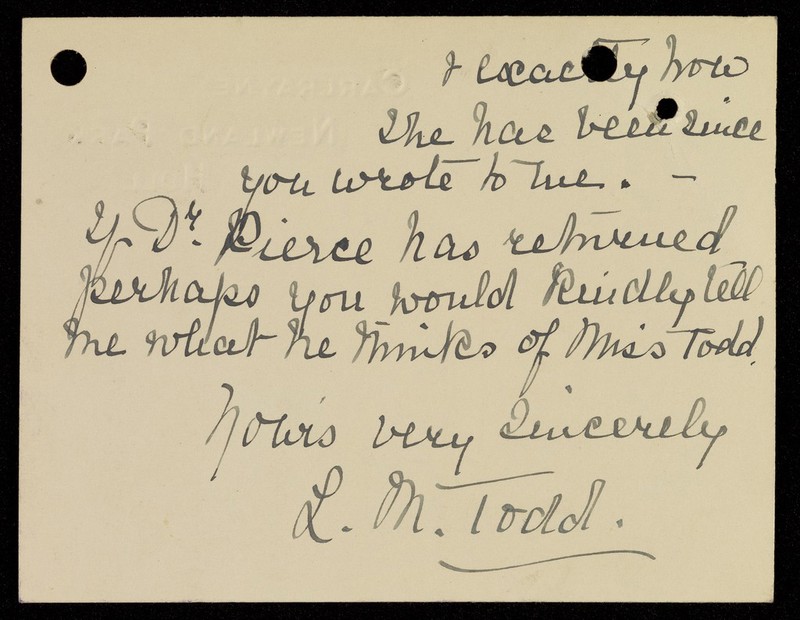 & exactly how
she has been since
you wrote to me. –
If Dr. Pierce has returned
perhaps you would kindly tell
me what he thinks of Miss Todd.
Yours very sincerely
L. M. Todd.